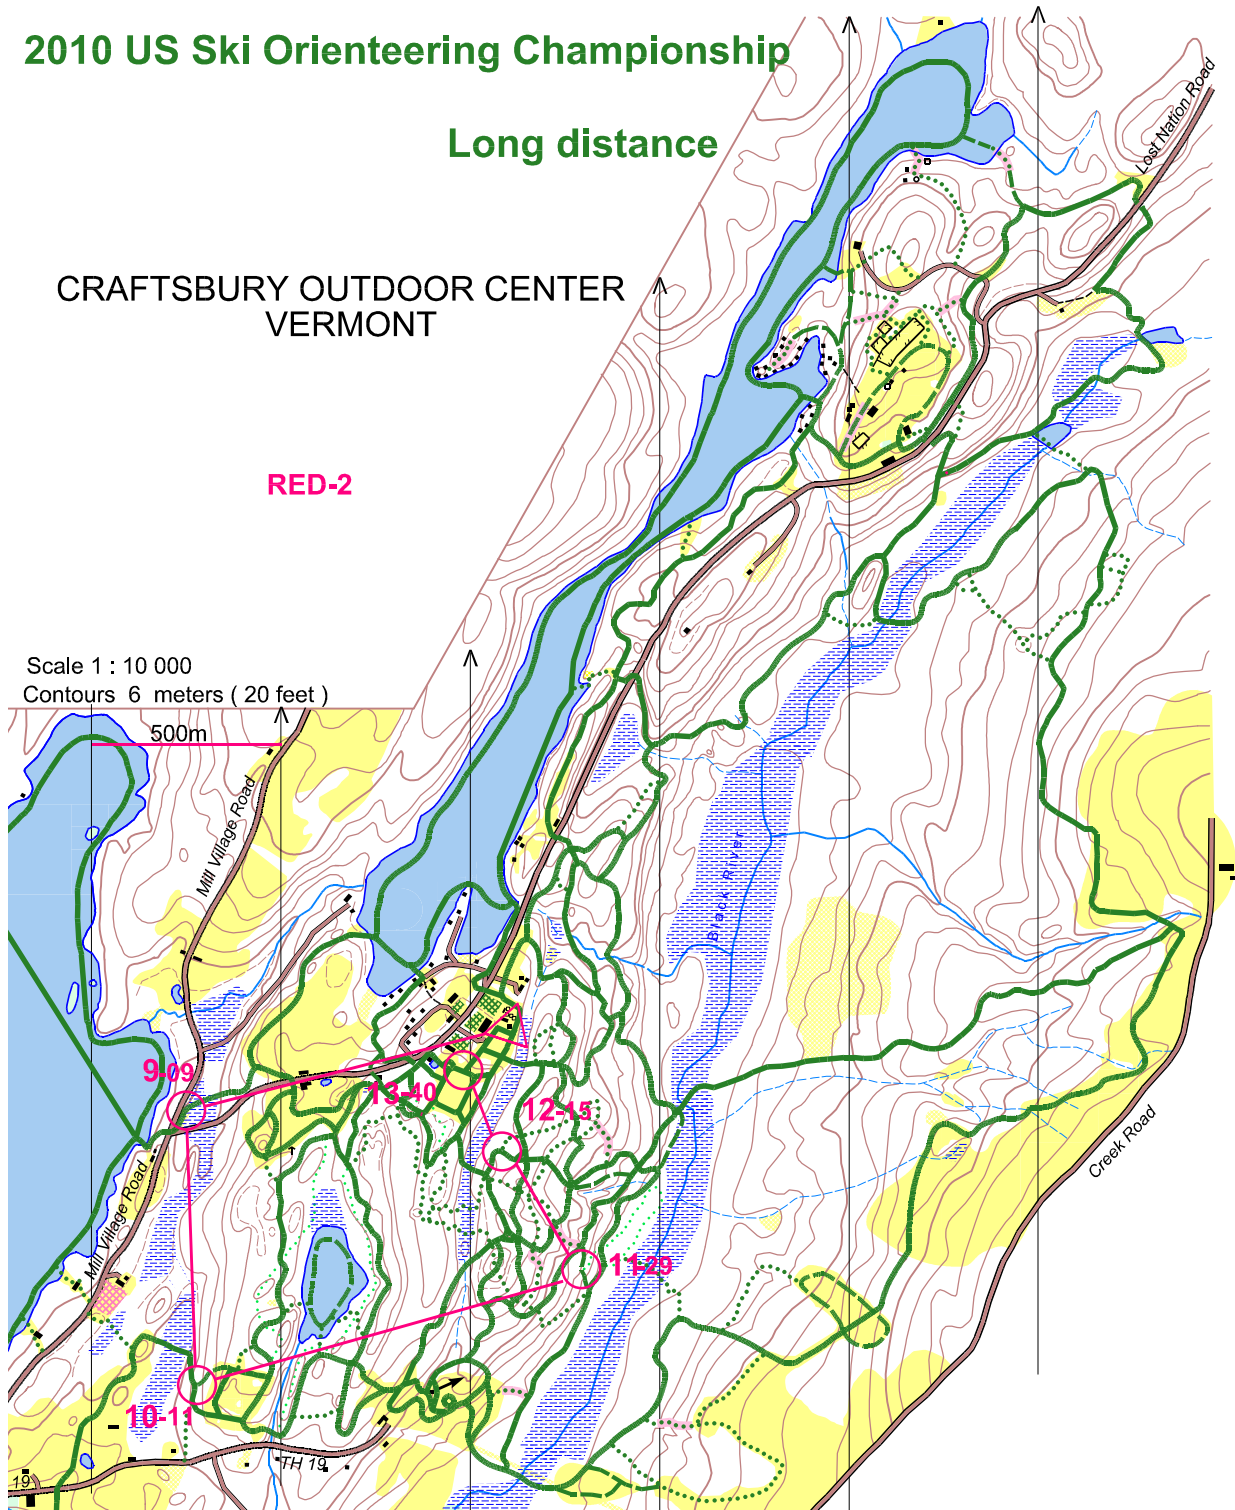 2010 US Ski Orienteering Championship
Long distance
Lost Nation Road
CRAFTSBURY OUTDOOR CENTER
VERMONT
RED-2
Scale 1 : 10 000
Contours 6 meters ( 20 feet )
500m
Mill Village Road
Black River
9-09
13-40
12-15
Creek Road
Mill Village Road
11-29
10-11
TH 19
19